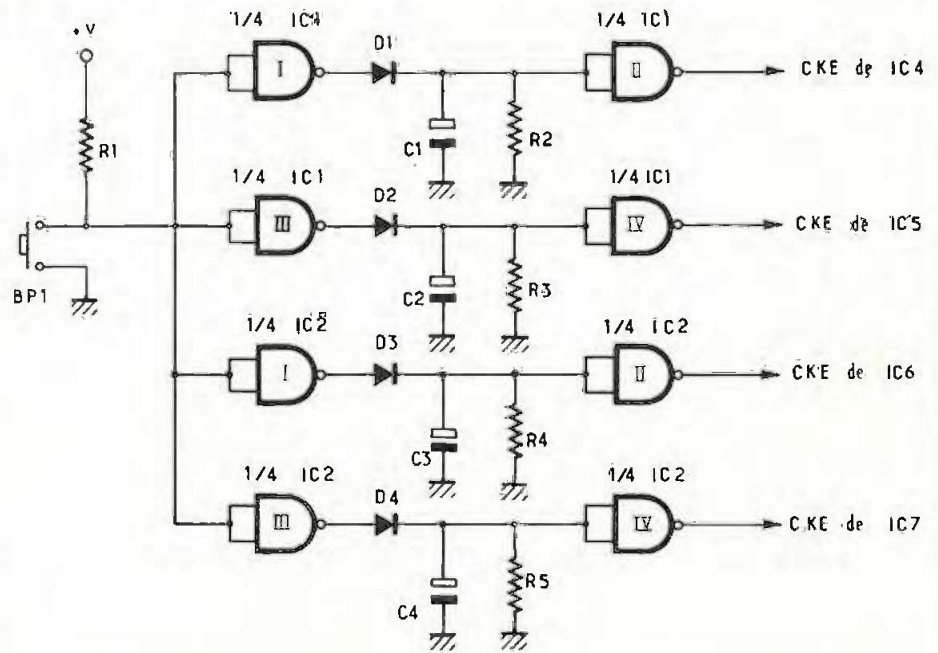 +V
R1
BP1
1/4 IC1
I
D1
C1
R2
1/4 IC1
II
CKE de IC4
1/4 IC1
III
D2
C2
R3
1/4 IC1
IV
CKE de IC5
1/4 IC2
I
D3
C3
R4
1/4 IC2
II
CKE de IC6
1/4 IC2
III
D4
C4
R5
1/4 IC2
IV
CKE de IC7